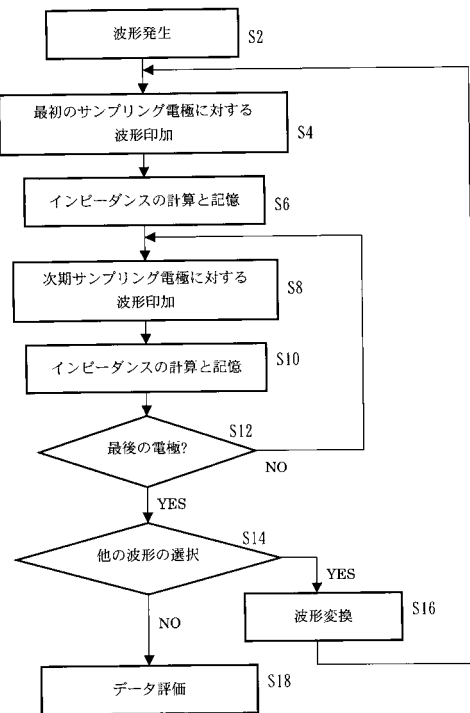 波形発生
S2
最初のサンプリング電極に対する
波形印加
S4
インピーダンスの計算と記憶
S6
次期サンプリング電極に対する
波形印加
S8
インピーダンスの計算と記憶
S10
最後の電極?
S12
NO
YES
他の波形の選択
S14
YES
NO
波形変換
S16
データ評価
S18